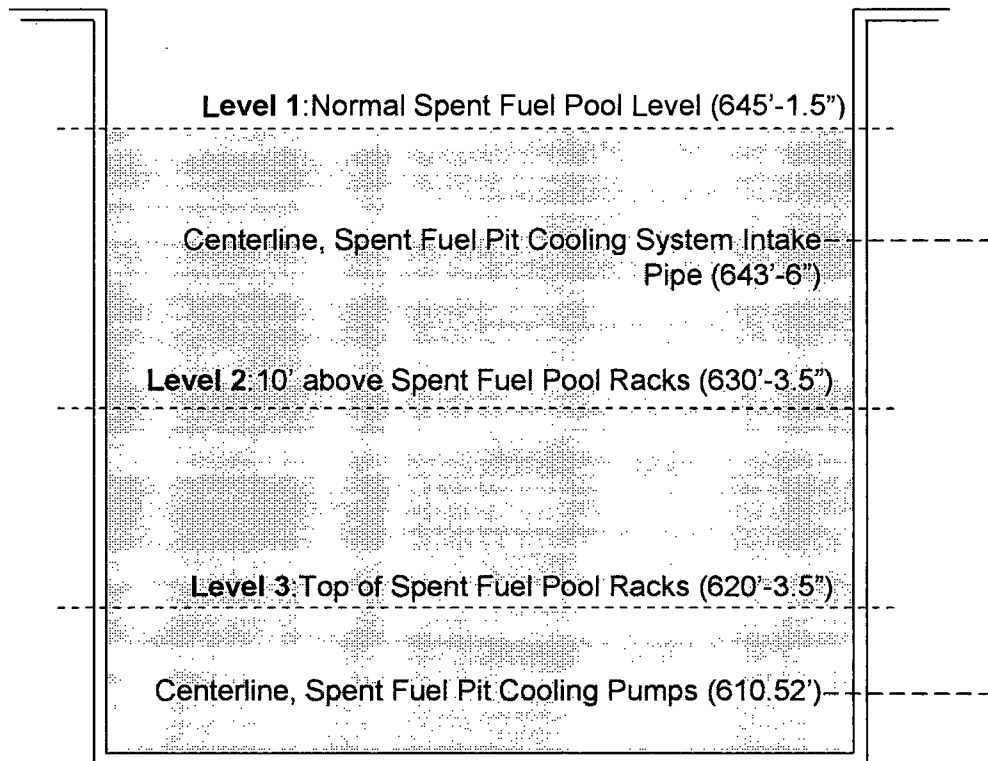 Level 1:Normal Spent Fuel Pool Level (645'-1.5")
Centerline, Spent Fuel Pit Cooling System Intake
Pipe (643'-6")
Level 2:10' above Spent Fuel Pool Racks (630'-3.5")
Level 3:Top of Spent Fuel Pool Racks (620'-3.5")
Centerline, Spent Fuel Pit Cooling Pumps (610.52')